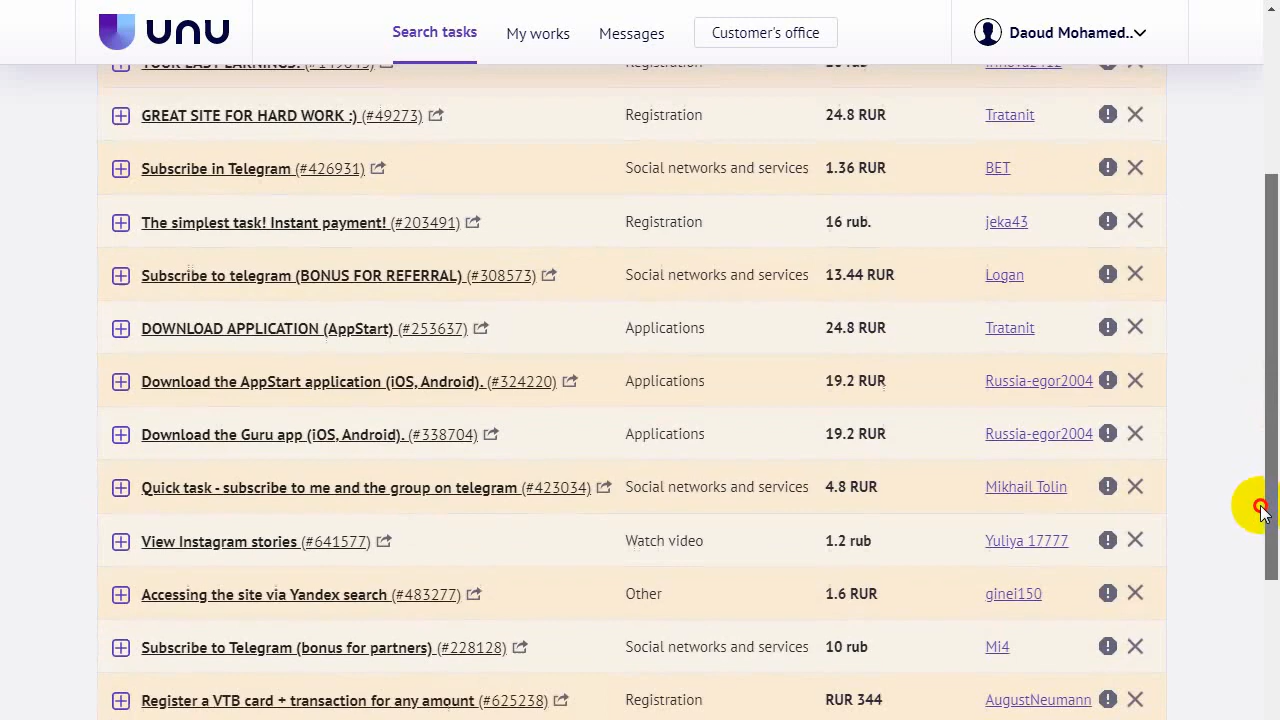 unu
Search tasks
My works
Messages
Customer's office
Daoud Mohamed..
Registration
GREAT SITE FOR HARD WORK :) (#49273) Registration 24.8 RUR Tratanit
Subscribe in Telegram (#426931) Social networks and services 1.36 RUR BET
The simplest task! Instant payment! (#203491) Registration 16 rub. jeka43
Subscribe to telegram (BONUS FOR REFERRAL) (#308573) Social networks and services 13.44 RUR Logan
DOWNLOAD APPLICATION (AppStart) (#253637) Applications 24.8 RUR Tratanit
Download the AppStart application (iOS, Android). (#324220) Applications 19.2 RUR Russia-egor2004
Download the Guru app (iOS, Android). (#338704) Applications 19.2 RUR Russia-egor2004
Quick task - subscribe to me and the group on telegram (#423034) Social networks and services 4.8 RUR Mikhail Tolin
View Instagram stories (#641577) Watch video 1.2 rub Yuliya 17777
Accessing the site via Yandex search (#483277) Other 1.6 RUR ginei150
Subscribe to Telegram (bonus for partners) (#228128) Social networks and services 10 rub Mi4
Register a VTB card + transaction for any amount (#625238) Registration RUR 344 AugustNeumann